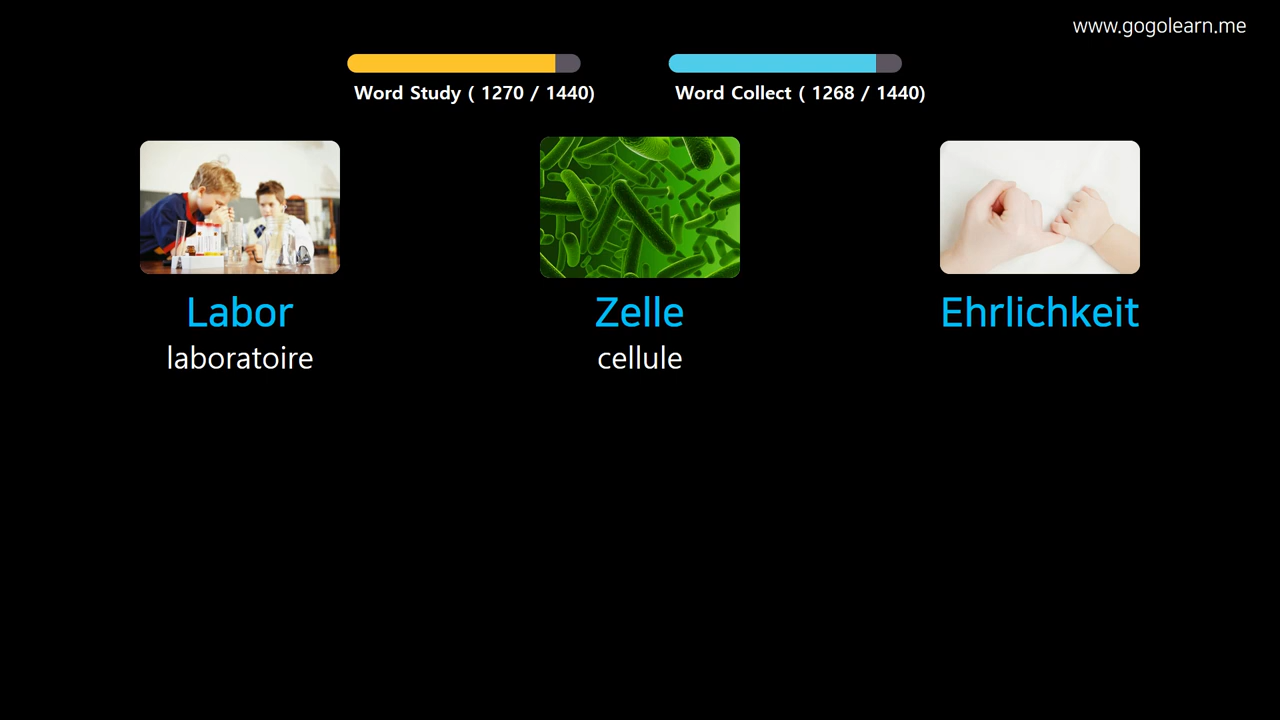 www.gogolearn.me
Word Study ( 1270 / 1440)
Word Collect ( 1268 / 1440)
Labor
Zelle
Ehrlichkeit
laboratoire
cellule